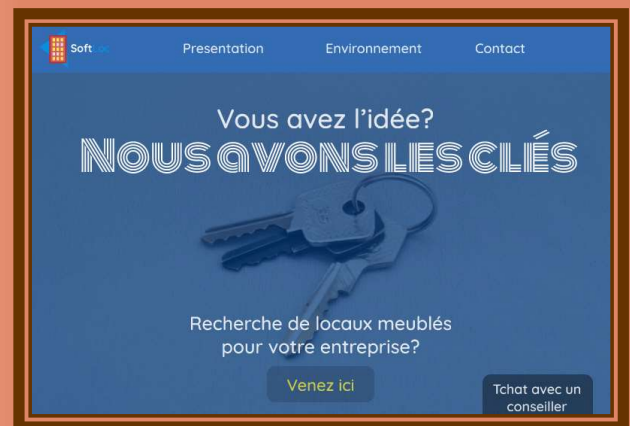 SoftLoc
Presentation
Environnement
Contact
Vous avez l'idée?
Nous avons les clés
Recherche de locaux meublés
pour votre entreprise?
Venez ici
Tchat avec un
conseiller